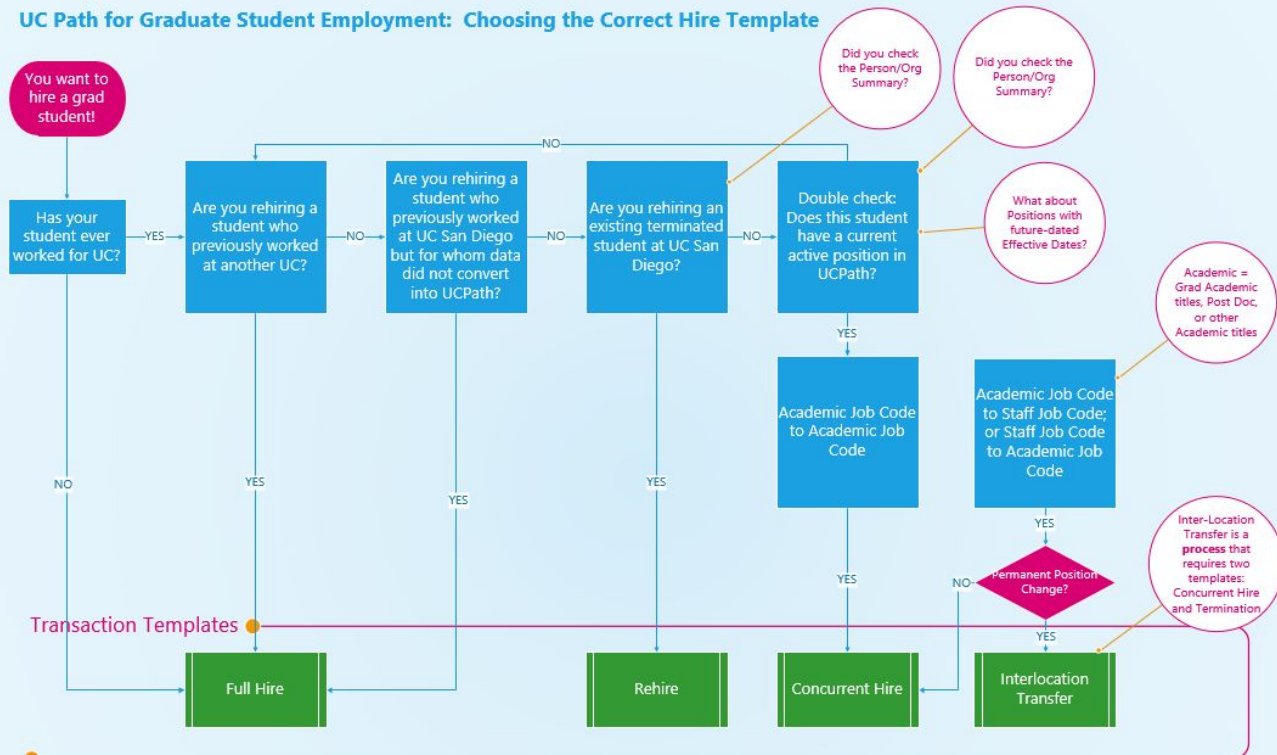 UC Path for Graduate Student Employment:  Choosing the Correct Hire Template
You want to
hire a grad
student!
Did you check
the Person/Org
Summary?
Did you check the
Person/Org
Summary?
NO
Has your
student ever
worked for UC?
YES
Are you rehiring a
student who
previously worked
at another UC?
NO
Are you rehiring a
student who
previously worked
at UC San Diego
but for whom data
did not convert
into UCPath?
NO
Are you rehiring an
existing terminated
student at UC San
Diego?
NO
Double check:
Does this student
have a current
active position in
UCPath?
What about
Positions with
future-dated
Effective Dates?
Academic =
Grad Academic
titles, Post Doc,
or other
Academic titles
YES
Academic Job Code
to Academic Job
Code
Academic Job Code
to Staff Job Code;
or Staff Job Code
to Academic Job
Code
NO
YES
YES
YES
YES
YES
Inter-Location
Transfer is a
process that
requires two
templates:
Concurrent Hire
and Termination
NO
Permanent Position
Change?
YES
Transaction Templates
Full Hire
Rehire
Concurrent Hire
Interlocation
Transfer